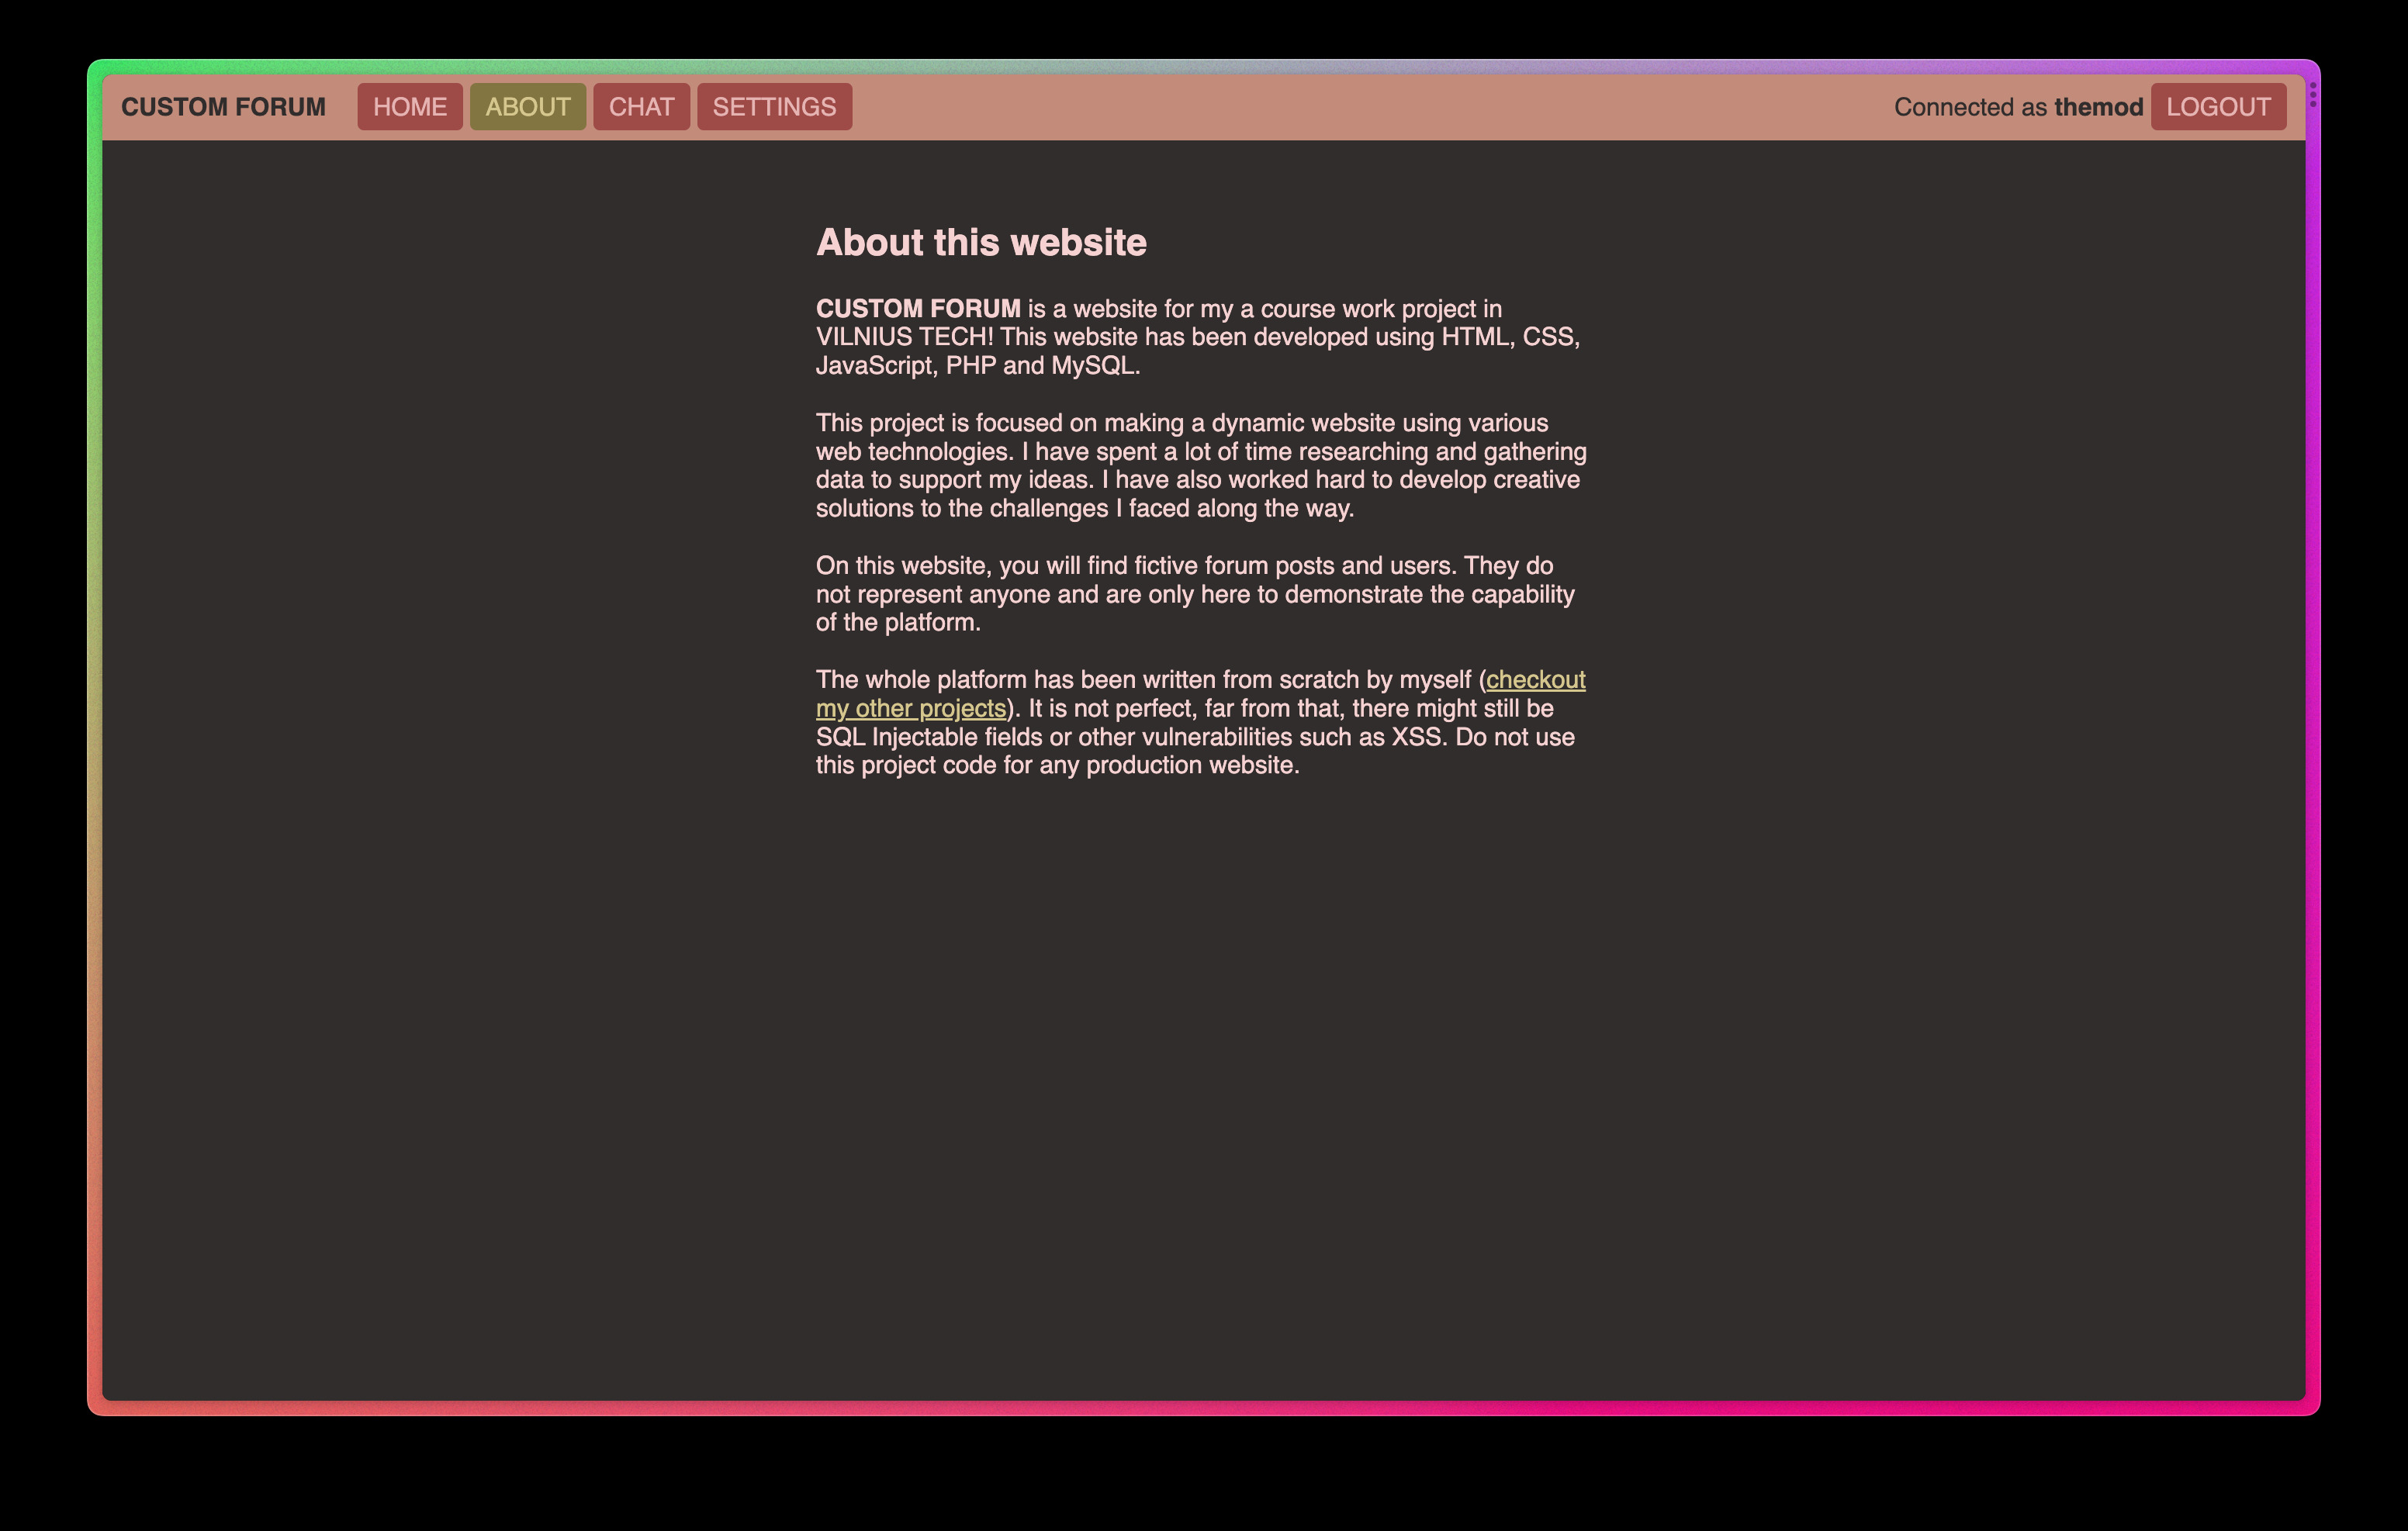 CUSTOM FORUM HOME ABOUT CHAT SETTINGS Connected as themod LOGOUT
About this website
CUSTOM FORUM is a website for my a course work project in
VILNIUS TECH! This website has been developed using HTML, CSS,
JavaScript, PHP and MySQL.
This project is focused on making a dynamic website using various
web technologies. I have spent a lot of time researching and gathering
data to support my ideas. I have also worked hard to develop creative
solutions to the challenges I faced along the way.
On this website, you will find fictive forum posts and users. They do
not represent anyone and are only here to demonstrate the capability
of the platform.
The whole platform has been written from scratch by myself (checkout
my other projects). It is not perfect, far from that, there might still be
SQL Injectable fields or other vulnerabilities such as XSS. Do not use
this project code for any production website.